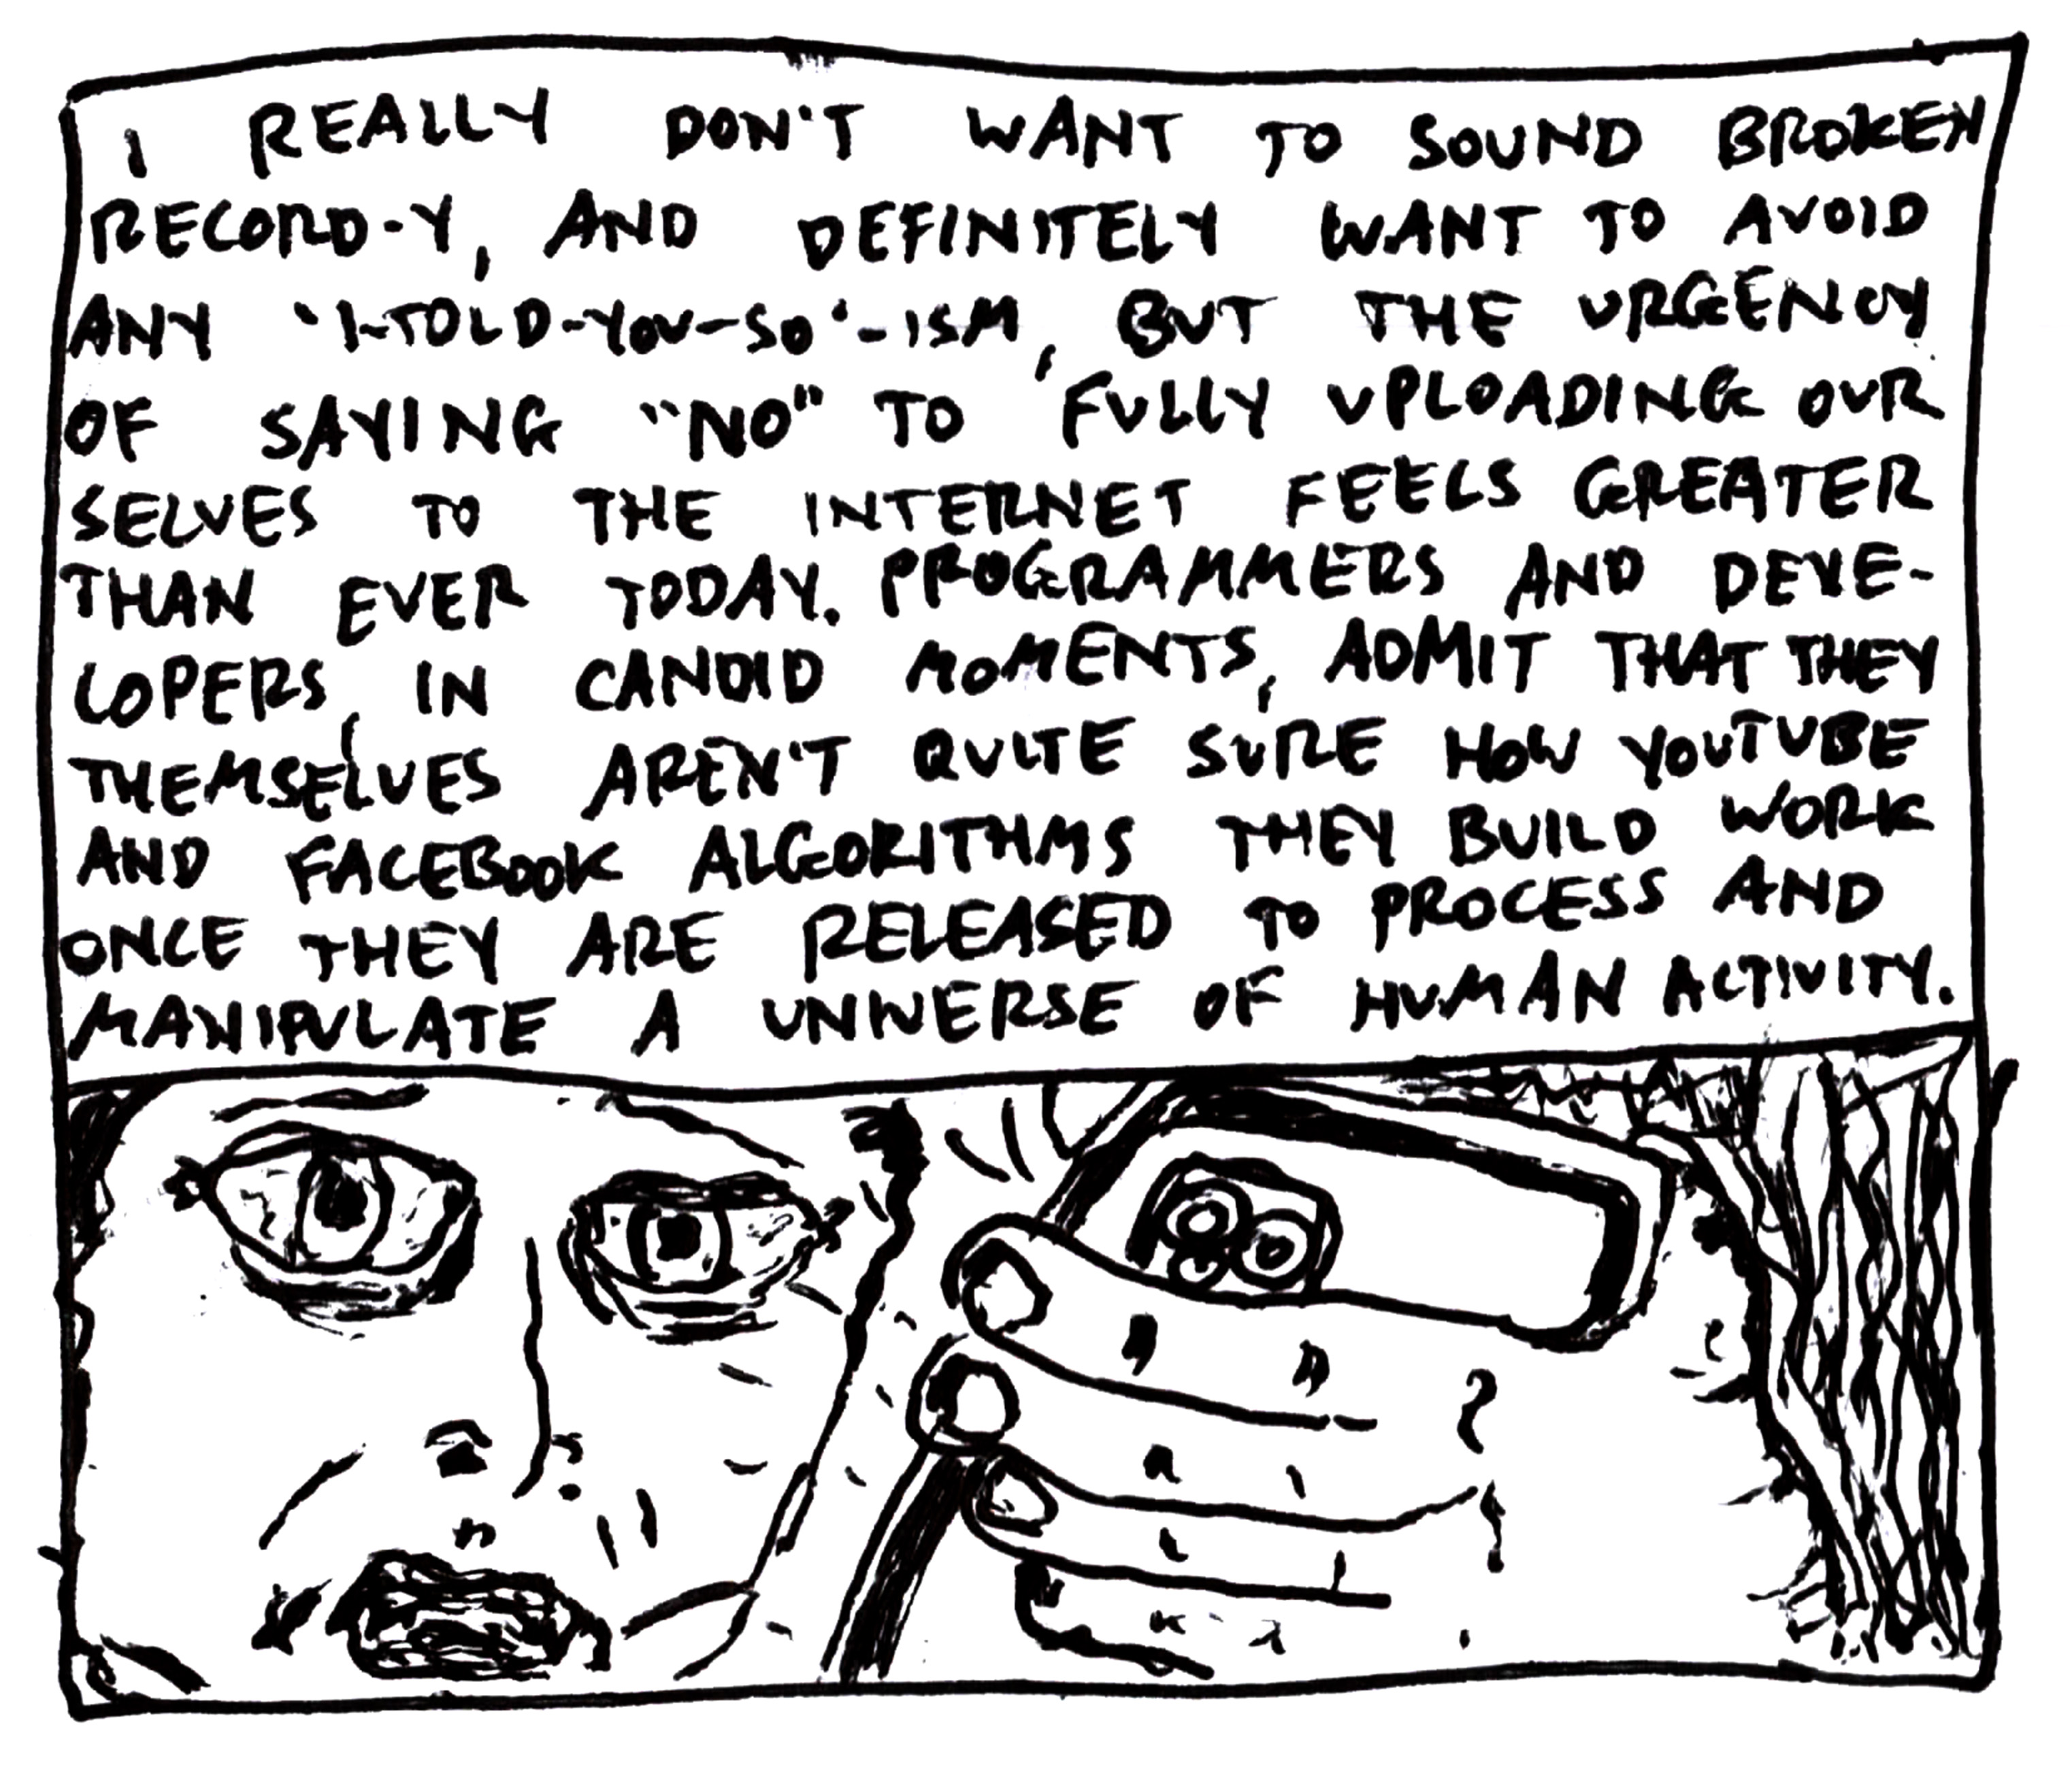 I REALLY DON'T WANT TO SOUND BROKEN
RECORD-Y, AND DEFINITELY WANT TO AVOID
ANY 'I-TOLD-YOU-SO'-ISM, BUT THE URGENCY
OF SAYING "NO" TO FULLY UPLOADING OUR
SELVES TO THE INTERNET FEELS GREATER
THAN EVER TODAY. PROGRAMMERS AND DEVE-
LOPERS, IN CANDID MOMENTS, ADMIT THAT THEY
THEMSELVES AREN'T QUITE SURE HOW YOUTUBE
AND FACEBOOK ALGORITHMS THEY BUILD WORK
ONCE THEY ARE RELEASED TO PROCESS AND
MANIPULATE A UNIVERSE OF HUMAN ACTIVITY.